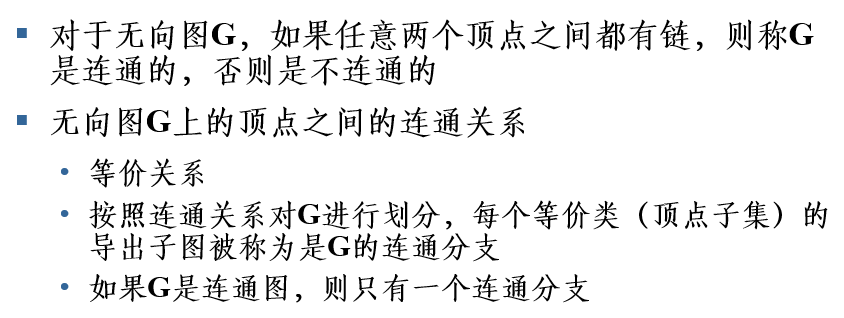 ▪ 对于无向图G，如果任意两个顶点之间都有链，则称G
是连通的，否则是不连通的
▪ 无向图G上的顶点之间的连通关系
• 等价关系
• 按照连通关系对G进行划分，每个等价类（顶点子集）的
导出子图被称为是G的连通分支
• 如果G是连通图，则只有一个连通分支